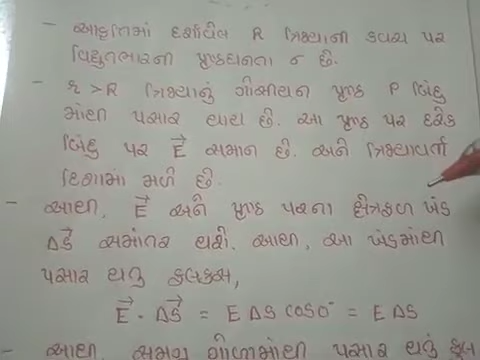 - આકૃતિમાં દર્શાવેલ R ત્રિજ્યાની કવચ પર
વિદ્યુતભારની પૃષ્ઠઘનતા ન છે.
- r > R ત્રિજ્યાનું ગોસીયન પૃષ્ઠ P બિંદુ
માંથી પસાર થાય છે. આ પૃષ્ઠ પર દરેક
બિંદુ પર E⃗ સમાન છે. અને ત્રિજ્યાવર્તી
દિશામાં મળે છે.
- આથી, E⃗ અને પૃષ્ઠ પરના ક્ષેત્રફળ ખંડ
ΔS⃗ સમાંતર થશે. આથી, આ ખંડમાંથી
પસાર થતુ ફલક્સ,
E⃗ · ΔS⃗ = E ΔS cos0° = E ΔS
- આથી સમગ્ર ગોળામાંથી પસાર થતું ફલ